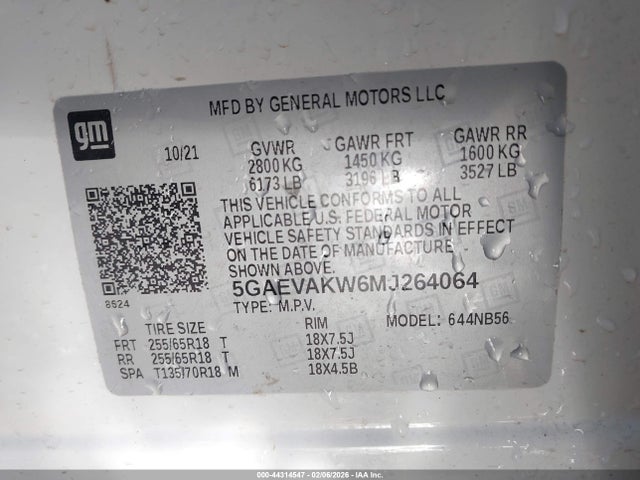 MFD BY GENERAL MOTORS LLC
gm
10/21 GVWR GAWR FRT GAWR RR
2800 KG 1450 KG 1600 KG
6173 LB 3196 LB 3527 LB
THIS VEHICLE CONFORMS TO ALL
APPLICABLE U.S. FEDERAL MOTOR
VEHICLE SAFETY STANDARDS IN EFFECT
ON THE DATE OF MANUFACTURE
SHOWN ABOVE.
5GAEVAKW6MJ264064
8624
TYPE: M.P.V. MODEL: 644NB56
TIRE SIZE RIM
FRT 255/65R18 T 18X7.5J
RR 255/65R18 T 18X7.5J
SPA T135/70R18 M 18X4.5B
000-44314547 - 02/06/2026 - IAA Inc.